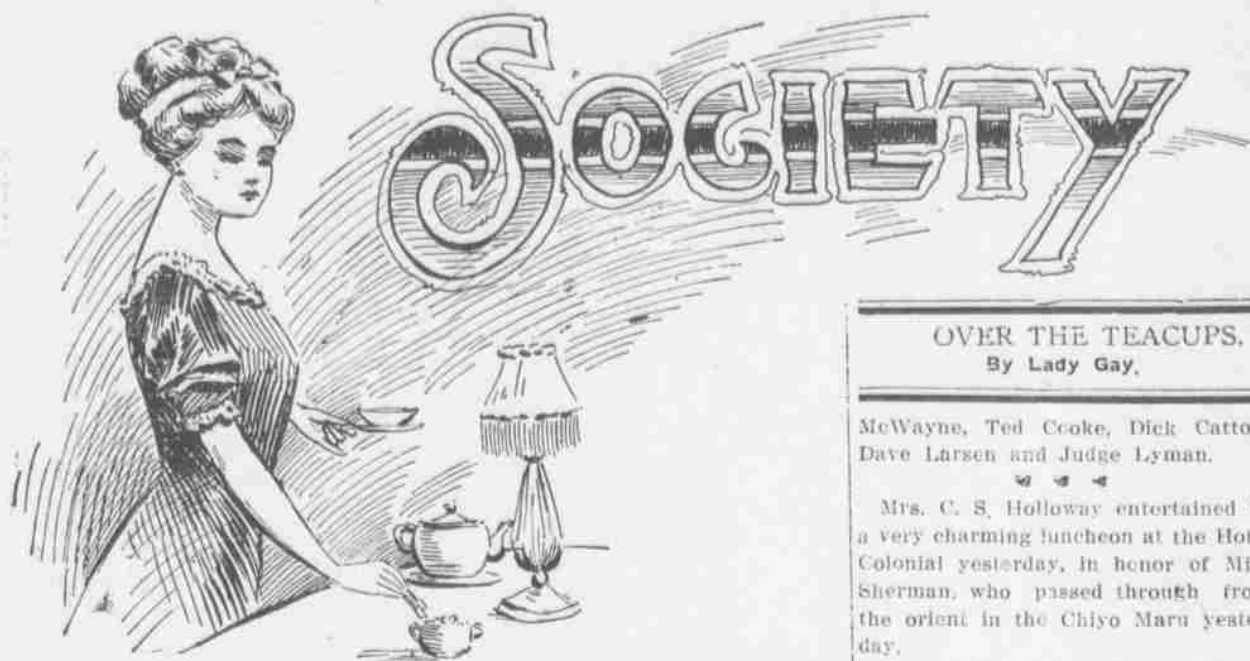 SOCIETY
OVER THE TEACUPS.
By Lady Gay.
McWayne, Ted Cooke, Dick Catto
Dave Larsen and Judge Lyman.
Mrs. C. S. Holloway entertained
a very charming luncheon at the Hot
Colonial yesterday, in honor of Mi
Sherman, who passed through fro
the orient in the Chiyo Maru yeste
day.